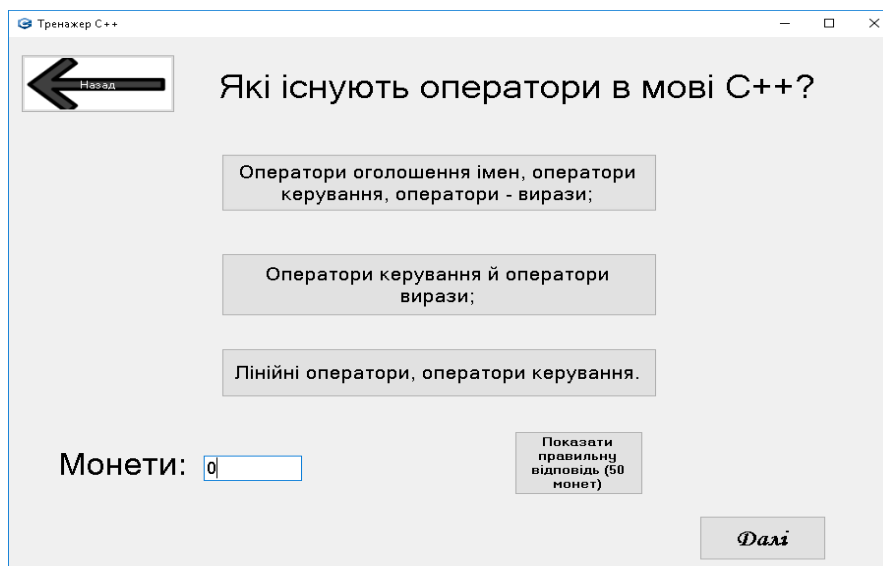 Тренажер C++
Назад
Які існують оператори в мові C++?
Оператори оголошення імен, оператори
керування, оператори - вирази;
Оператори керування й оператори
вирази;
Лінійні оператори, оператори керування.
Монети: 0
Показати
правильну
відповідь (50
монет)
Далі